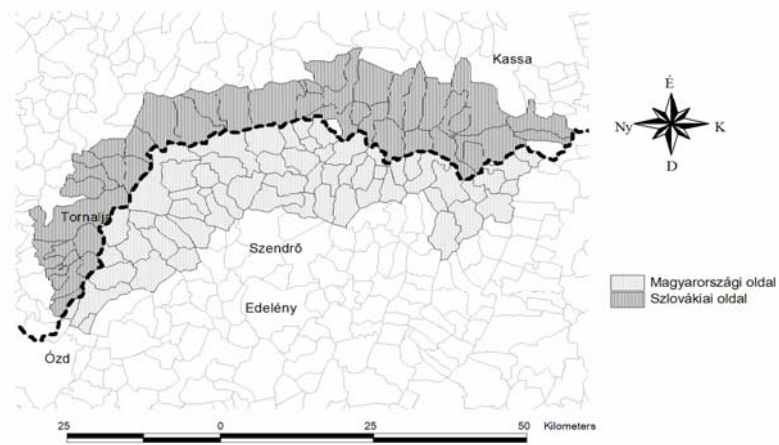 Kassa
É
Ny
K
D
Tornalja
Szendrő
Magyarországi oldal
Szlovákiai oldal
Edelény
Ózd
25
0
25
50
Kilometers